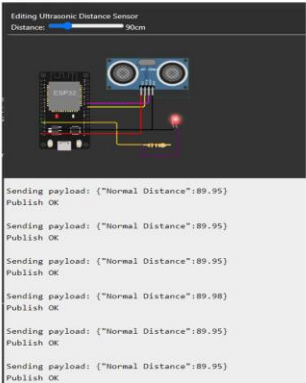 Editing Ultrasonic Distance Sensor
Distance: 90cm
ESP32
Sending payload: {"Normal Distance":89.95}
Publish OK
Sending payload: {"Normal Distance":89.95}
Publish OK
Sending payload: {"Normal Distance":89.95}
Publish OK
Sending payload: {"Normal Distance":89.98}
Publish OK
Sending payload: {"Normal Distance":89.95}
Publish OK
Sending payload: {"Normal Distance":89.95}
Publish OK